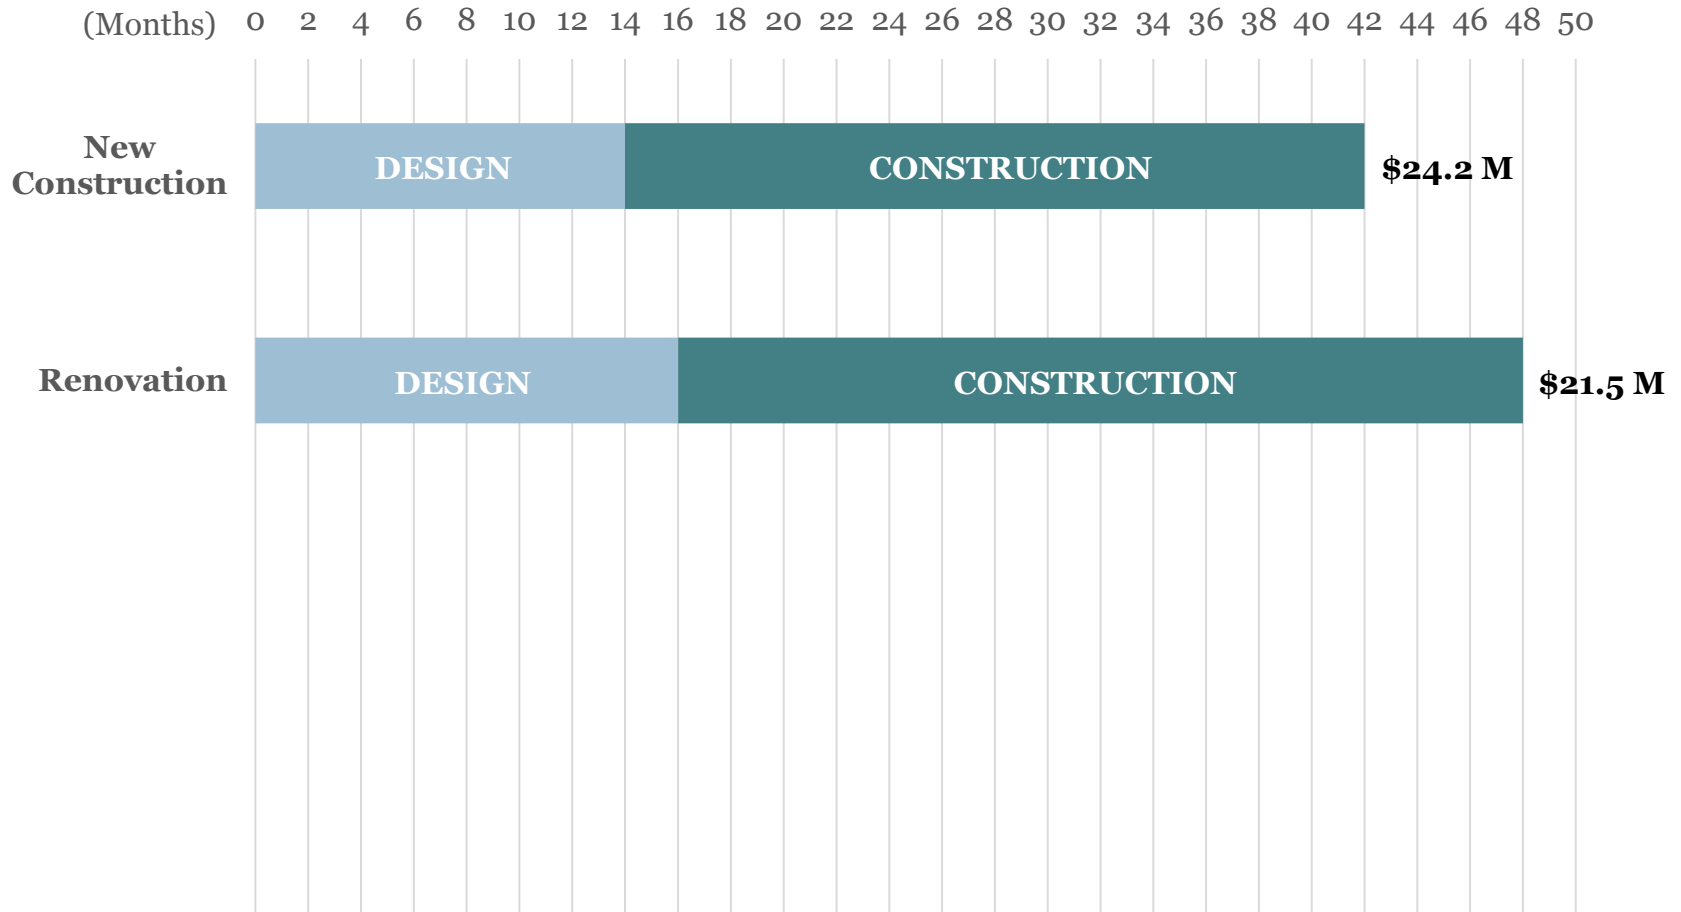 (Months) 0 2 4 6 8 10 12 14 16 18 20 22 24 26 28 30 32 34 36 38 40 42 44 46 48 50
New
Construction
DESIGN CONSTRUCTION $24.2 M
Renovation
DESIGN CONSTRUCTION $21.5 M